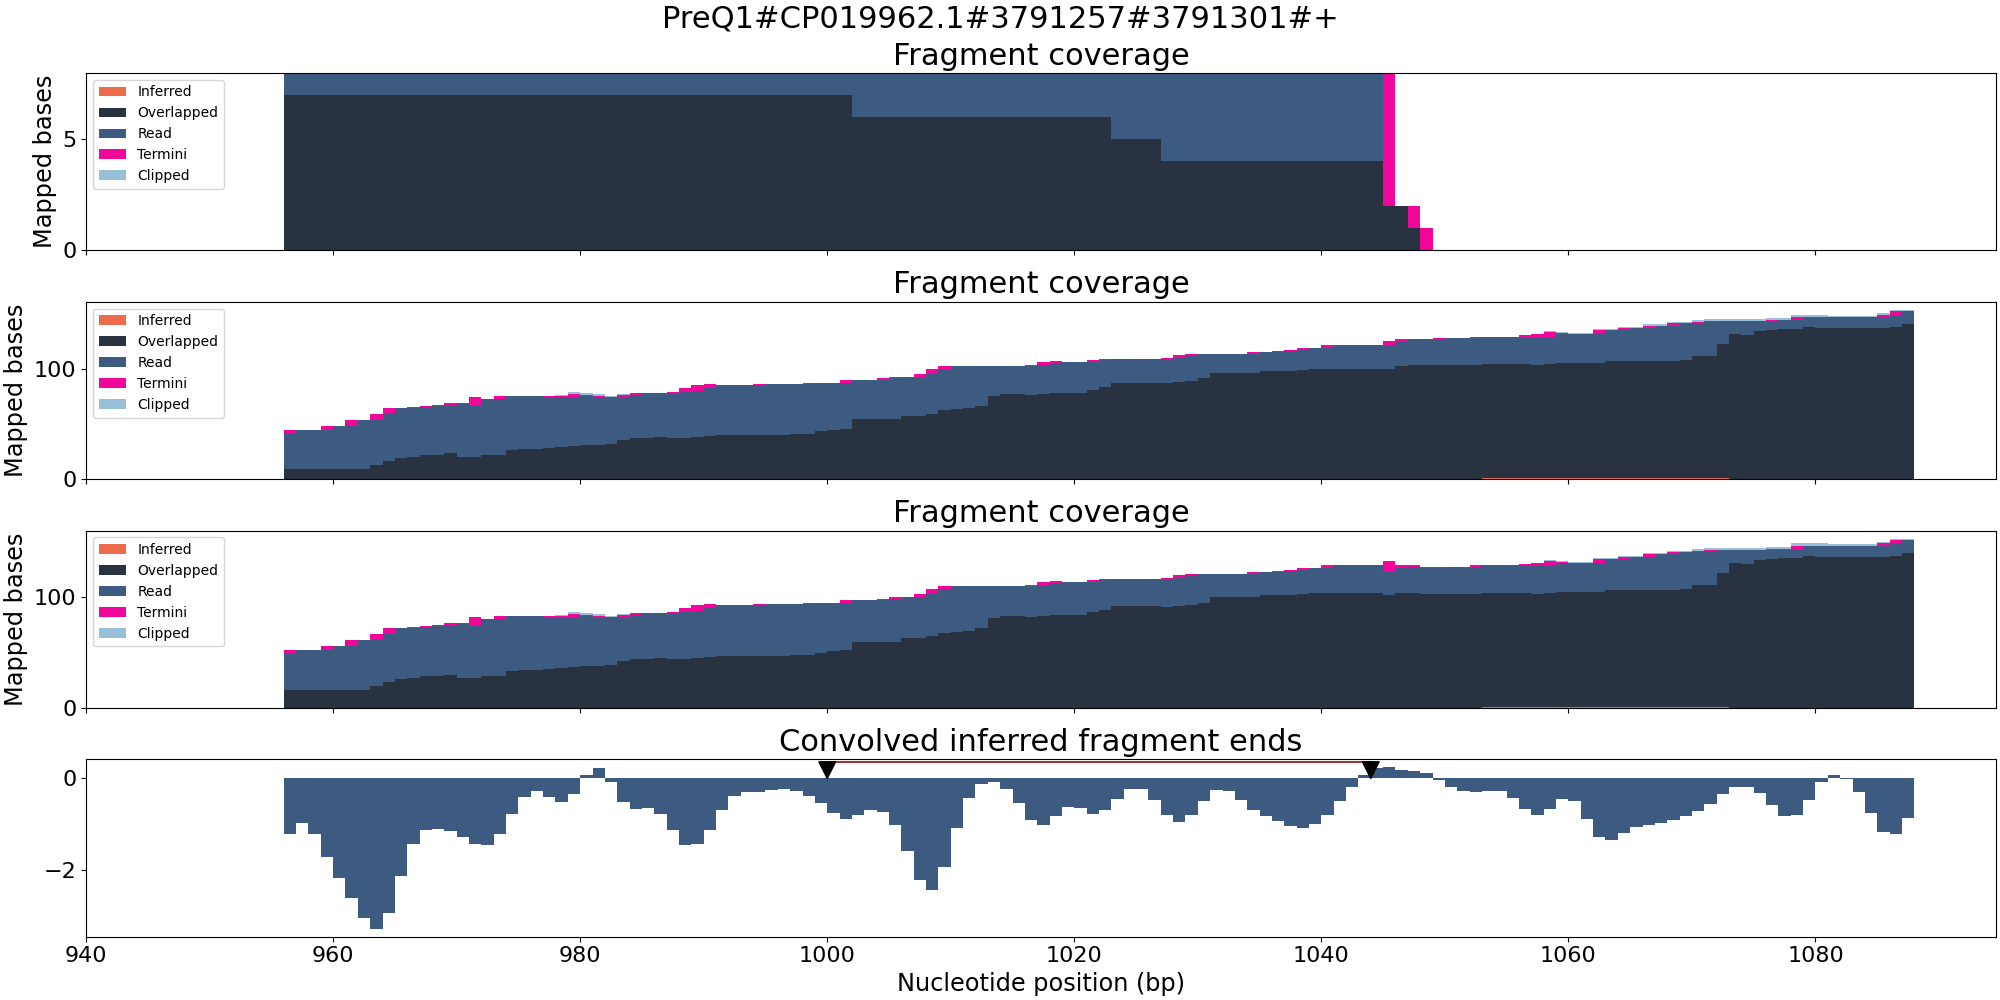 PreQ1#CP019962.1#3791257#3791301#+
Fragment coverage
Mapped bases
5
0
Inferred
Overlapped
Read
Termini
Clipped
Fragment coverage
Mapped bases
100
0
Inferred
Overlapped
Read
Termini
Clipped
Fragment coverage
Mapped bases
100
0
Inferred
Overlapped
Read
Termini
Clipped
Convolved inferred fragment ends
0
−2
940 960 980 1000 1020 1040 1060 1080
Nucleotide position (bp)